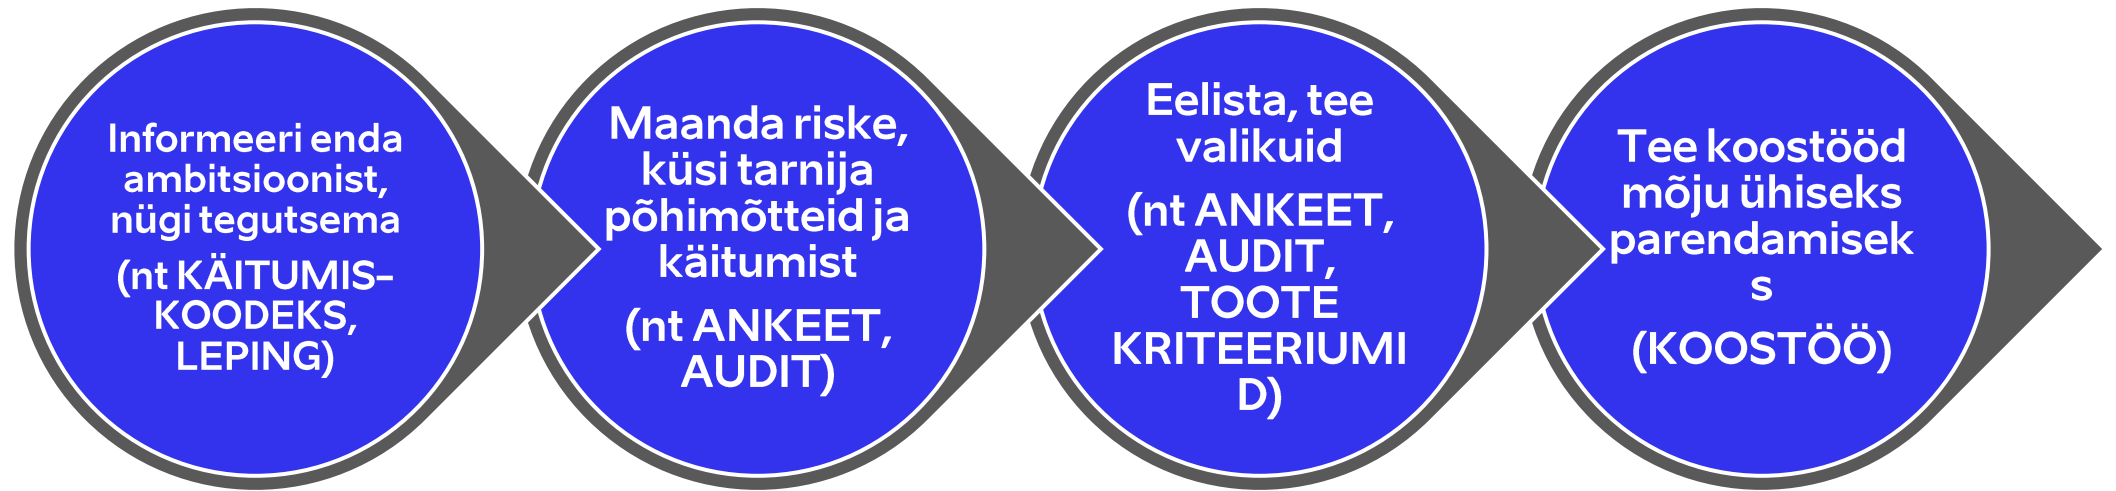 Informeeri enda
ambitsioonist,
nügi tegutsema
(nt KÄITUMIS-
KOODEKS,
LEPING)
Maanda riske,
küsi tarnija
põhimõtteid ja
käitumist
(nt ANKEET,
AUDIT)
Eelista, tee
valikuid
(nt ANKEET,
AUDIT,
TOOTE
KRITEERIUMI
D)
Tee koostööd
mõju ühiseks
parendamisek
s
(KOOSTÖÖ)